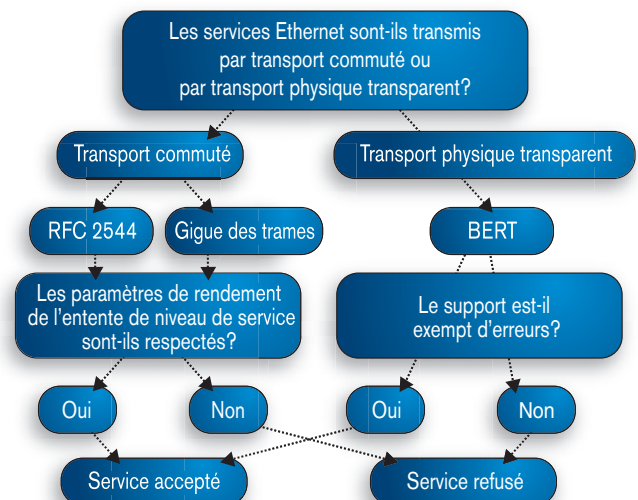 Les services Ethernet sont-ils transmis
par transport commuté ou
par transport physique transparent?
Transport commuté
Transport physique transparent
RFC 2544
Gigue des trames
BERT
Les paramètres de rendement
de l'entente de niveau de service
sont-ils respectés?
Le support est-il
exempt d'erreurs?
Oui
Non
Oui
Non
Service accepté
Service refusé